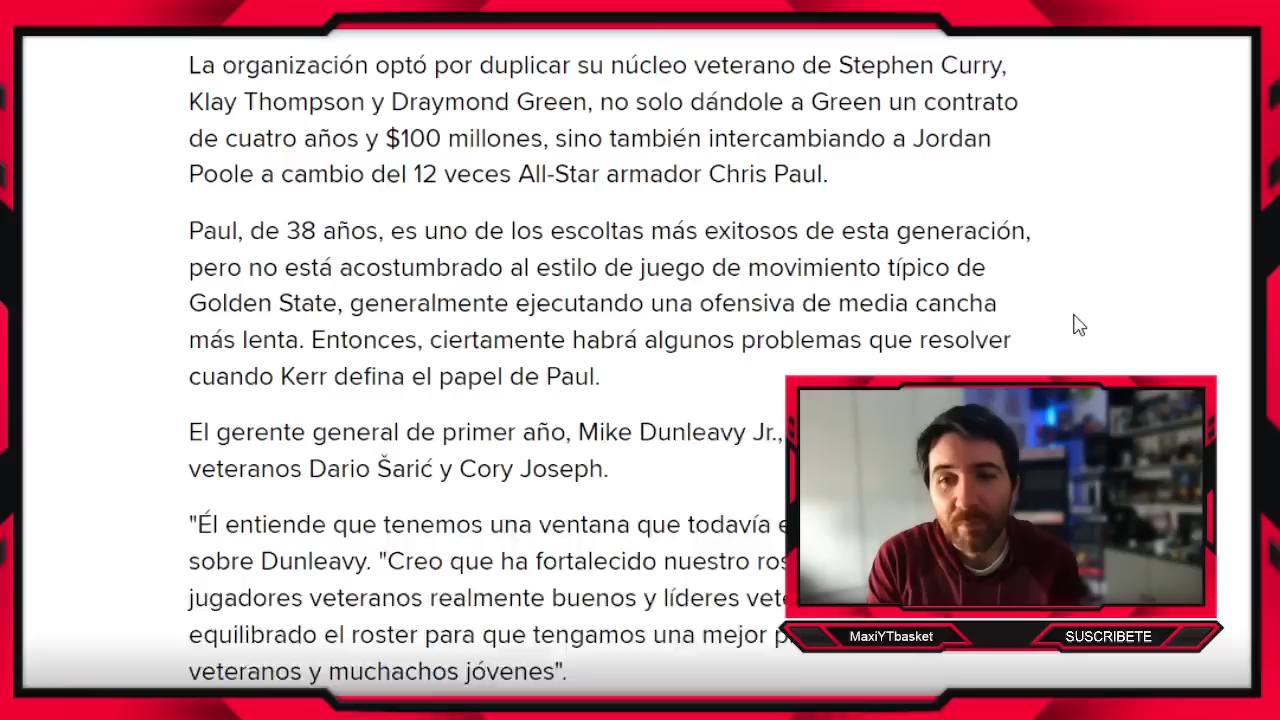 La organización optó por duplicar su núcleo veterano de Stephen Curry,
Klay Thompson y Draymond Green, no solo dándole a Green un contrato
de cuatro años y $100 millones, sino también intercambiando a Jordan
Poole a cambio del 12 veces All-Star armador Chris Paul.
Paul, de 38 años, es uno de los escoltas más exitosos de esta generación,
pero no está acostumbrado al estilo de juego de movimiento típico de
Golden State, generalmente ejecutando una ofensiva de media cancha
más lenta. Entonces, ciertamente habrá algunos problemas que resolver
cuando Kerr defina el papel de Paul.
El gerente general de primer año, Mike Dunleavy Jr.,
veteranos Dario Šarić y Cory Joseph.
"Él entiende que tenemos una ventana que todavía
sobre Dunleavy. "Creo que ha fortalecido nuestro
jugadores veteranos realmente buenos y líderes
equilibrado el roster para que tengamos una mejor
veteranos y muchachos jóvenes".
MaxiYTbasket
SUSCRIBETE